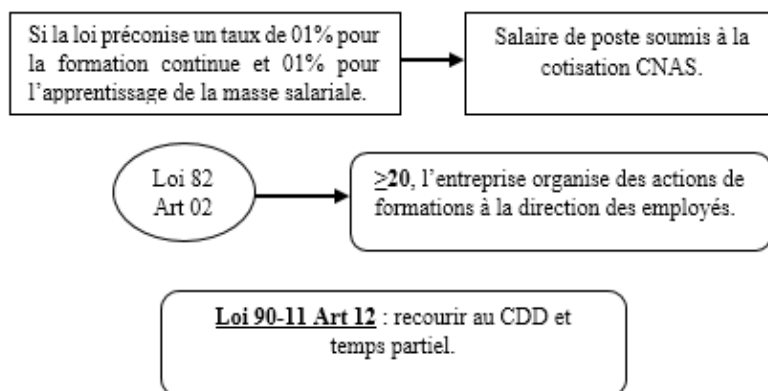 Si la loi préconise un taux de 01% pour
la formation continue et 01% pour
l'apprentissage de la masse salariale.
Salaire de poste soumis à la
cotisation CNAS.
Loi 82
Art 02
≥20, l'entreprise organise des actions de
formations à la direction des employés.
Loi 90-11 Art 12 : recourir au CDD et
temps partiel.